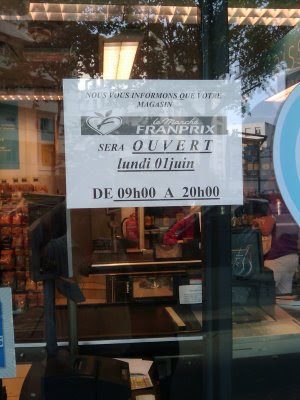 NOUS VOUS INFORMONS QUE VOTRE
MAGASIN
le Marché
FRANPRIX
SERA OUVERT
lundi 01juin
DE 09h00 A 20h00